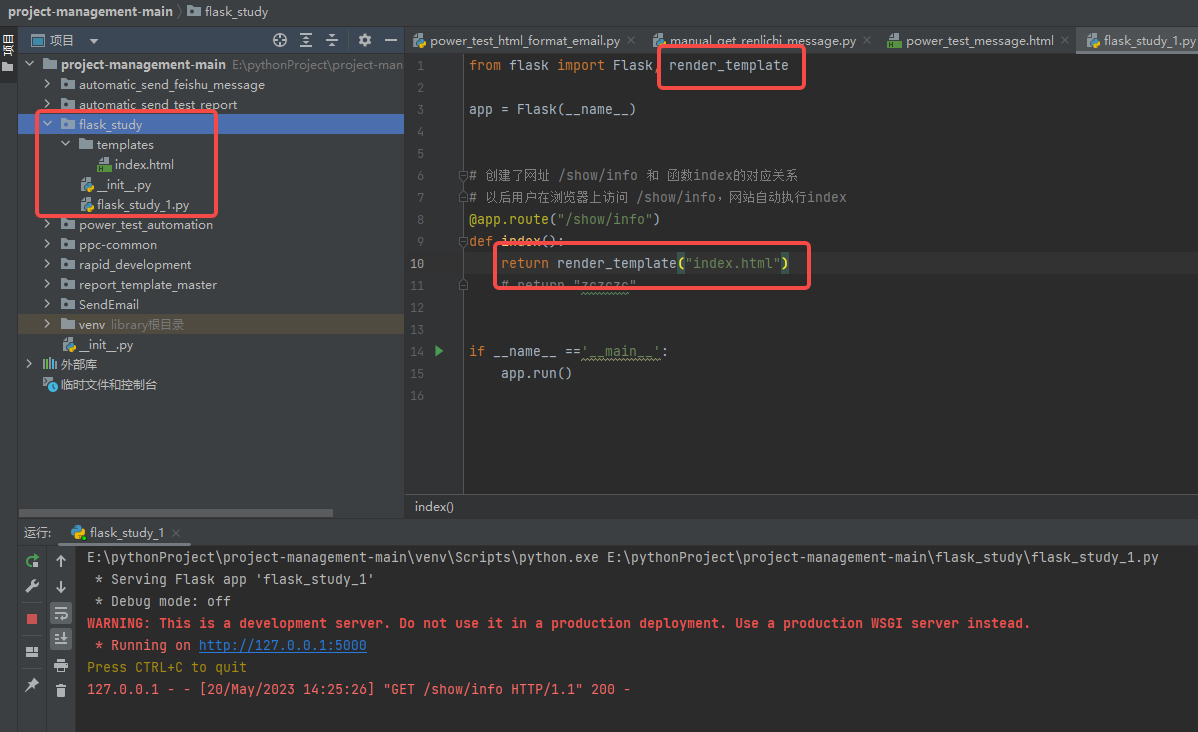 project-management-main
flask_study
项目
项目
project-management-main E:\pythonProject\project-man
automatic_send_feishu_message
automatic_send_test_report
flask_study
templates
index.html
__init__.py
flask_study_1.py
power_test_automation
ppc-common
rapid_development
report_template_master
SendEmail
venv library根目录
__init__.py
外部库
临时文件和控制台
power_test_html_format_email.py
manual_get_renlichi_message.py
power_test_message.html
flask_study_1.py
1 from flask import Flask, render_template
2
3 app = Flask(__name__)
4
5
6 # 创建了网址 /show/info 和 函数index的对应关系
7 # 以后用户在浏览器上访问 /show/info，网站自动执行index
8 @app.route("/show/info")
9 def index():
10 return render_template("index.html")
11 # return "zczczc"
12
13
14 if __name__ =='__main__':
15 app.run()
16
index()
运行: flask_study_1
E:\pythonProject\project-management-main\venv\Scripts\python.exe E:\pythonProject\project-management-main\flask_study\flask_study_1.py
* Serving Flask app 'flask_study_1'
* Debug mode: off
WARNING: This is a development server. Do not use it in a production deployment. Use a production WSGI server instead.
* Running on http://127.0.0.1:5000
Press CTRL+C to quit
127.0.0.1 - - [20/May/2023 14:25:26] "GET /show/info HTTP/1.1" 200 -